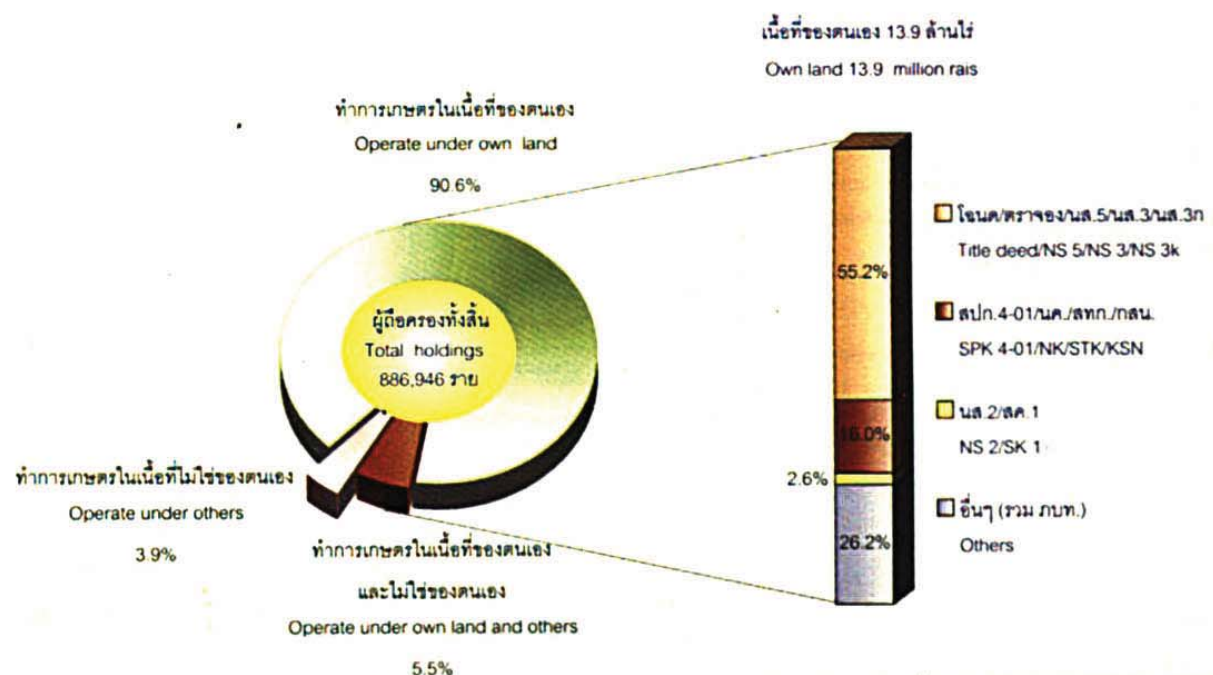 เนื้อที่ของตนเอง 13.9 ล้านไร่
Own land 13.9 million rais
ทำการเกษตรในเนื้อที่ของตนเอง
Operate under own land
90.6%
ผู้ถือครองทั้งสิ้น
Total holdings
886,946 ราย
ทำการเกษตรในเนื้อที่ไม่ใช่ของตนเอง
Operate under others
3.9%
ทำการเกษตรในเนื้อที่ของตนเอง
และไม่ใช่ของตนเอง
Operate under own land and others
5.5%
55.2%
16.0%
2.6%
26.2%
โฉนด/ตราจอง/นส.5/นส.3/นส.3ก
Title deed/NS 5/NS 3/NS 3k
สปก.4-01/นค./สทก./กสน.
SPK 4-01/NK/STK/KSN
นส.2/สค.1
NS 2/SK 1
อื่นๆ (รวม ภบท.)
Others